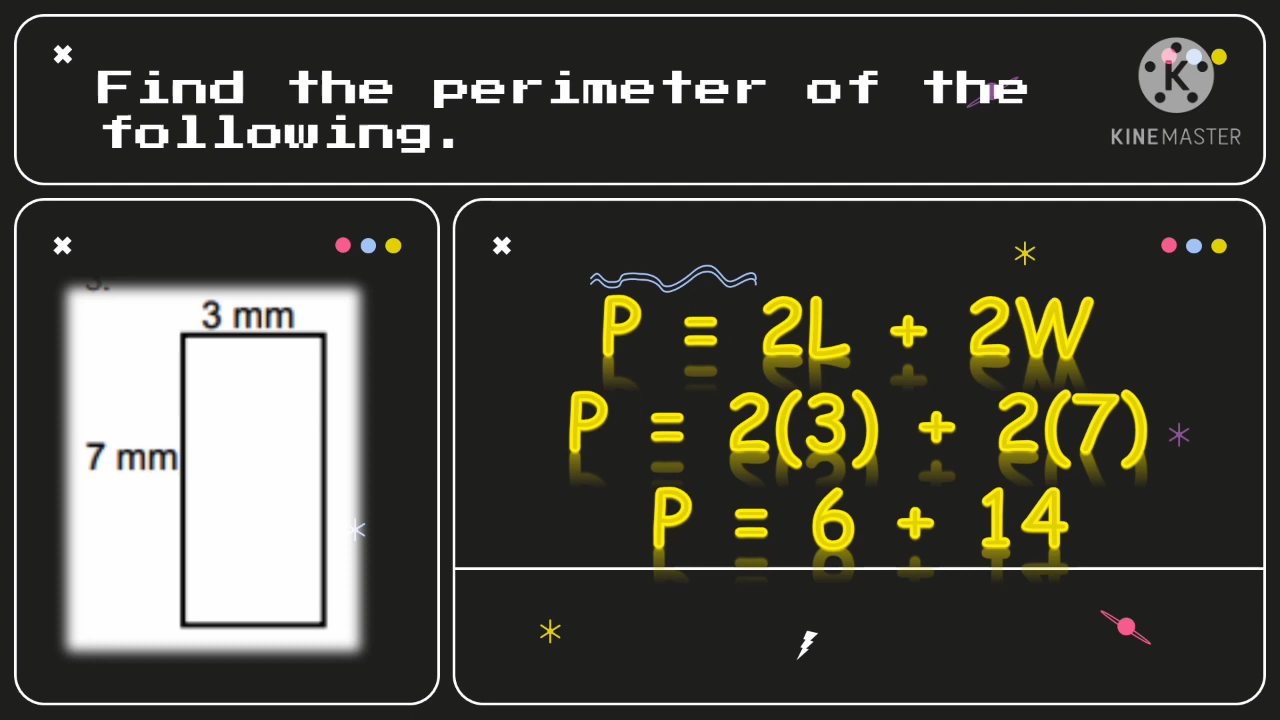 Find the perimeter of the
following.
KINEMASTER
3 mm
7 mm
P = 2L + 2W
P = 2(3) + 2(7)
P = 6 + 14